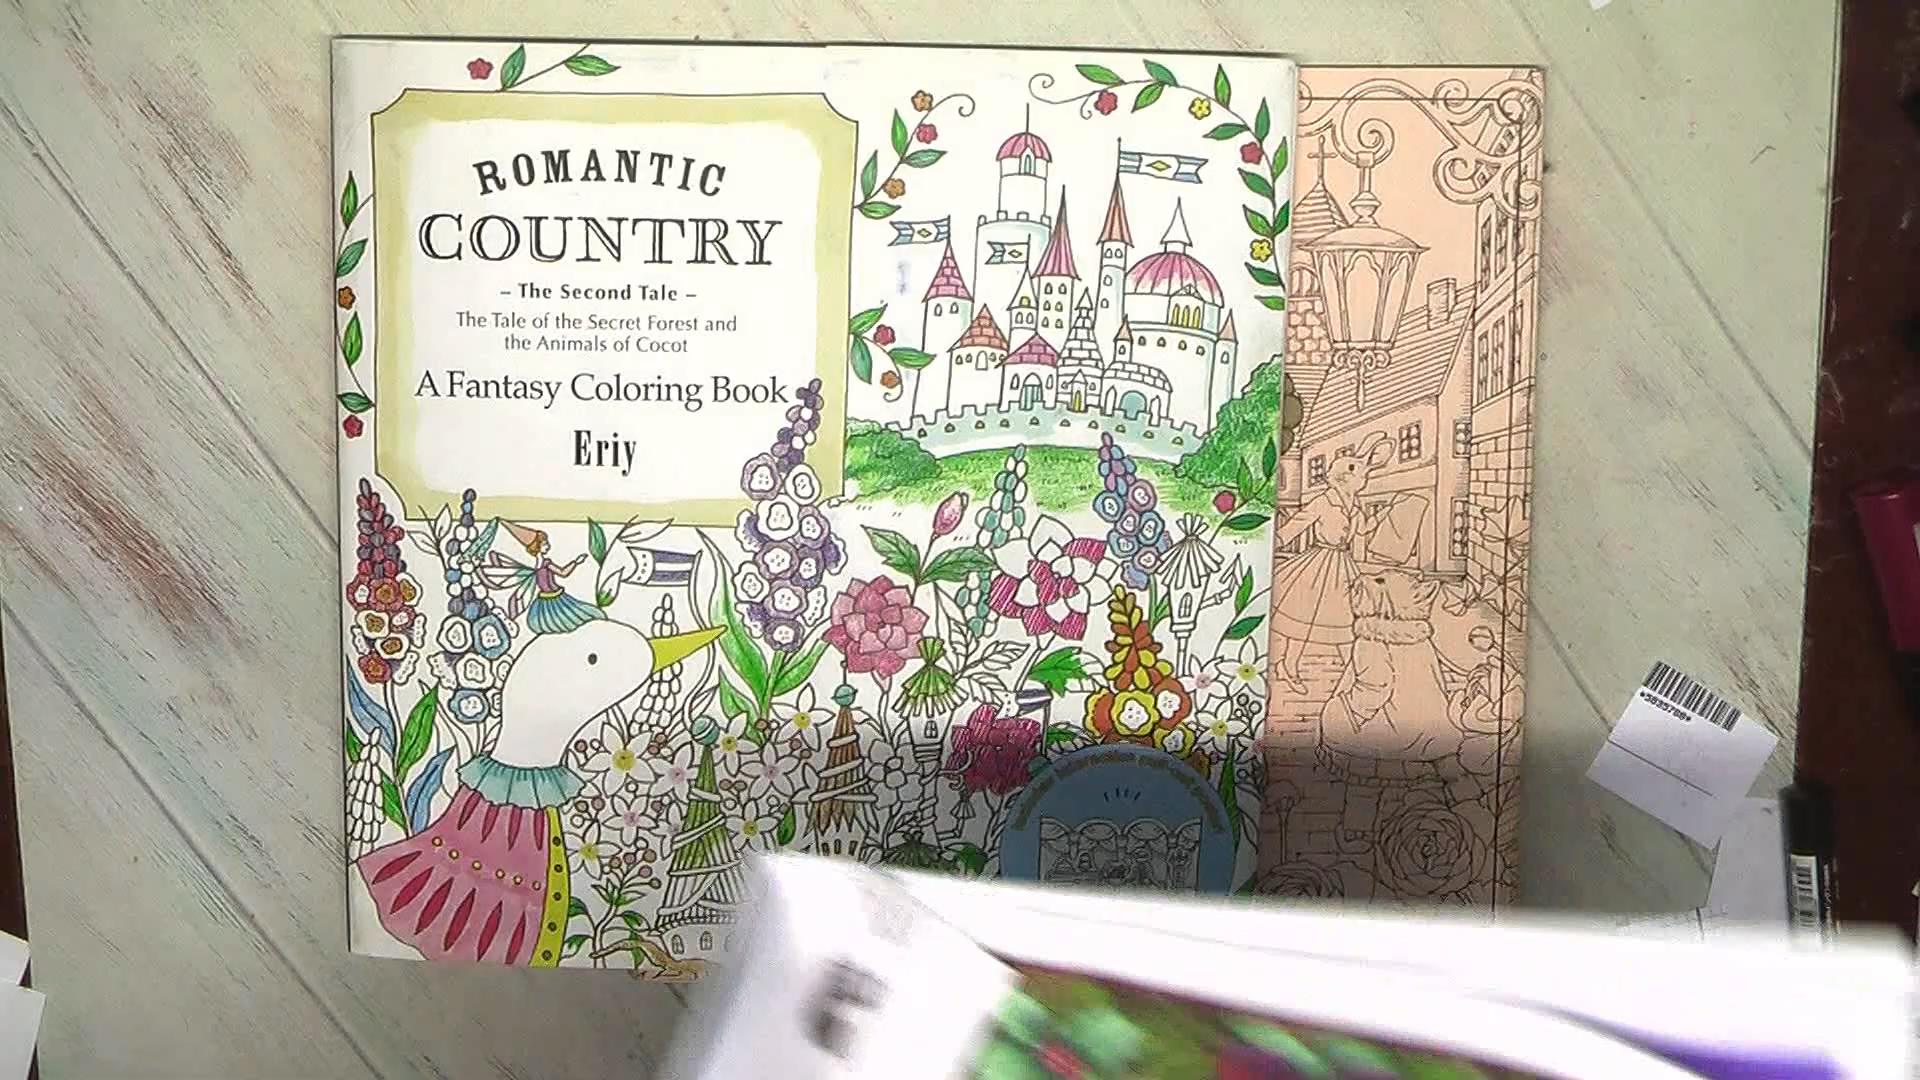 ROMANTIC
COUNTRY
– The Second Tale –
The Tale of the Secret Forest and
the Animals of Cocot
A Fantasy Coloring Book
Eriy